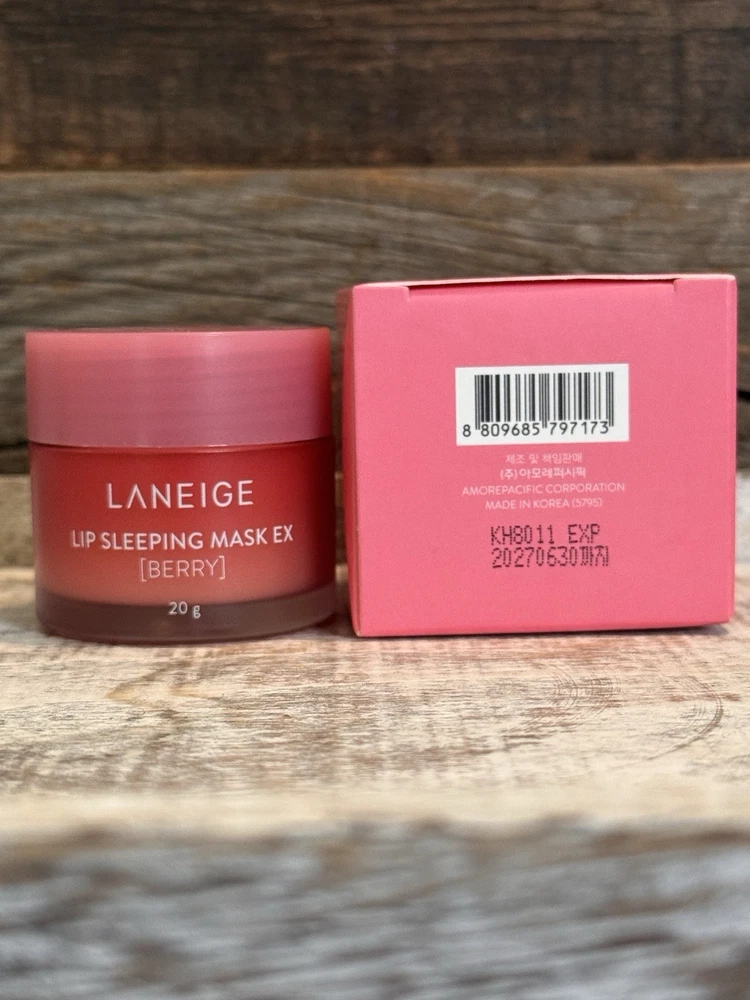 LANEIGE
LIP SLEEPING MASK EX
[BERRY]
20 g
8 809685 797173
제조 및 책임판매
(주)아모레퍼시픽
AMOREPACIFIC CORPORATION
MADE IN KOREA (5795)
KH8011 EXP
20270630까지